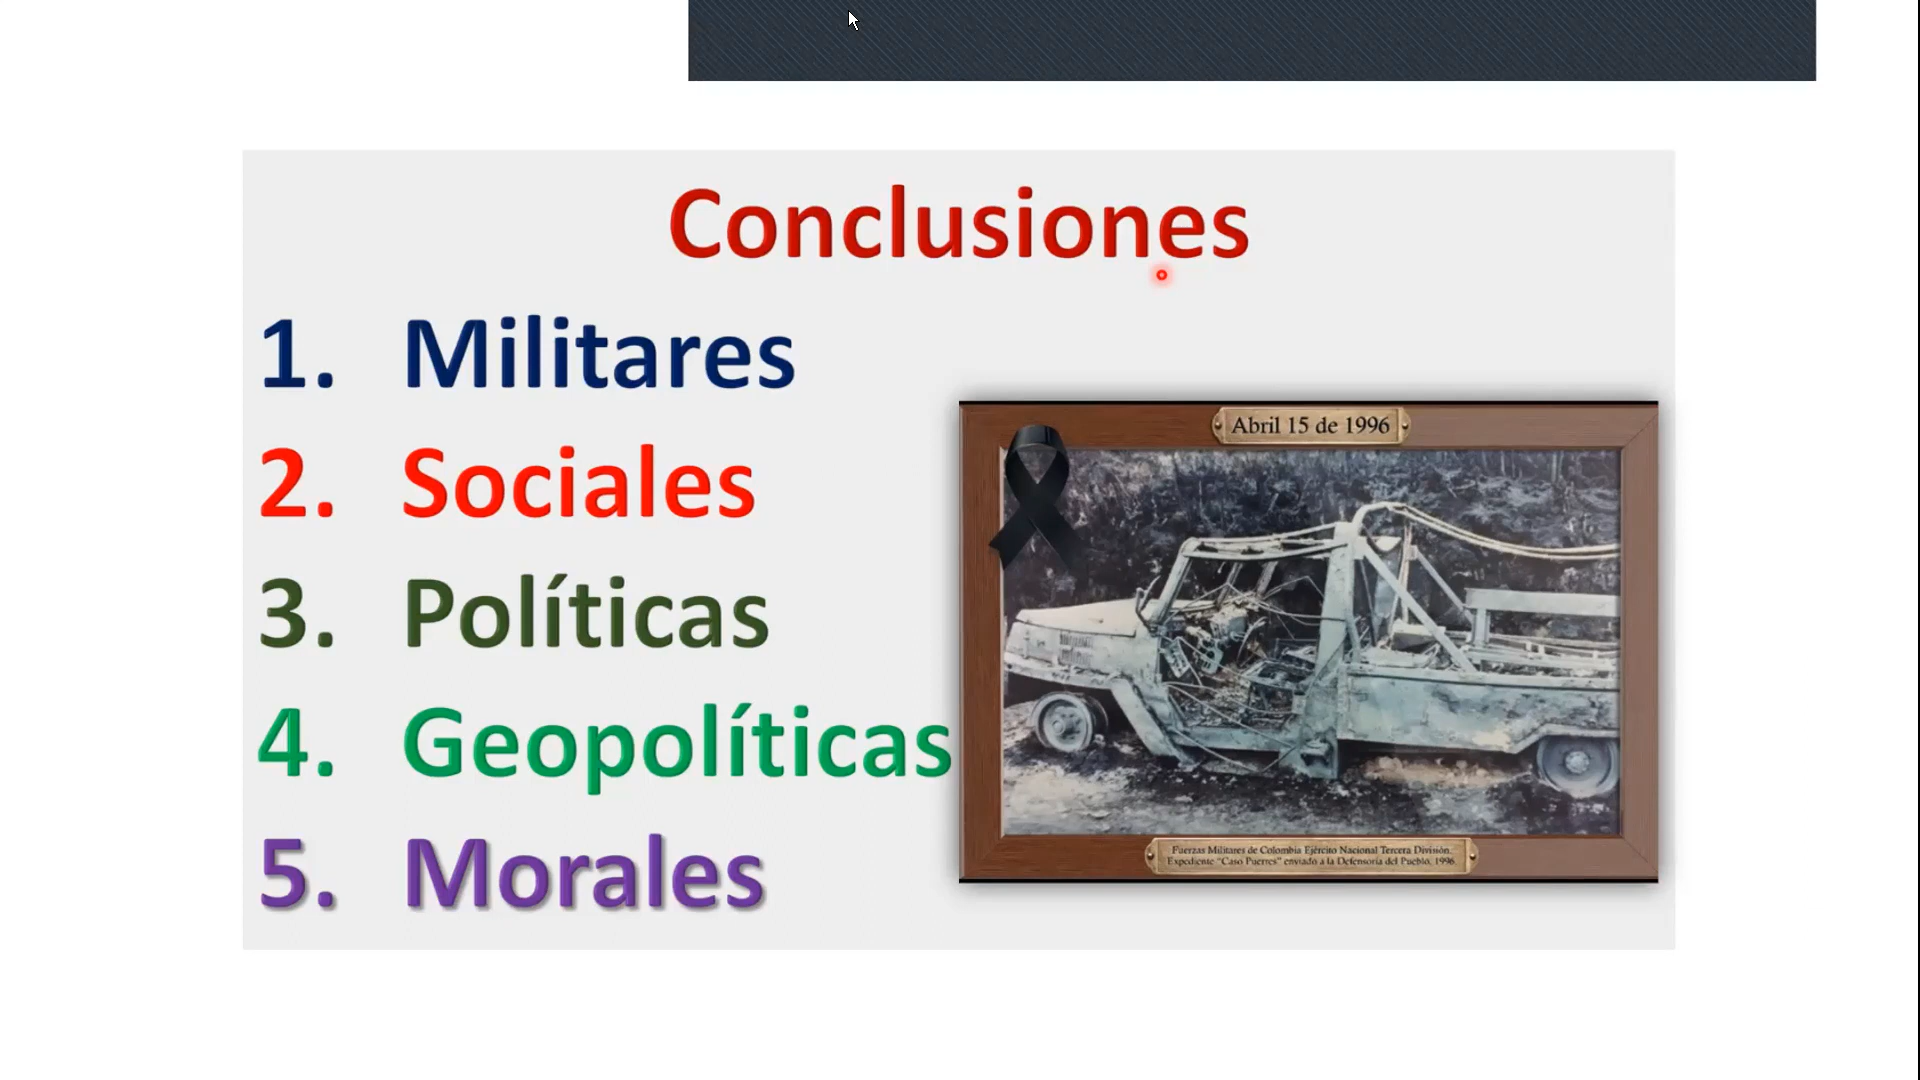 Conclusiones
1. Militares
2. Sociales
3. Políticas
4. Geopolíticas
5. Morales
Abril 15 de 1996
Fuerzas Militares de Colombia Ejército Nacional Tercera División.
Expediente "Caso Puerres" enviado a la Defensoría del Pueblo, 1996